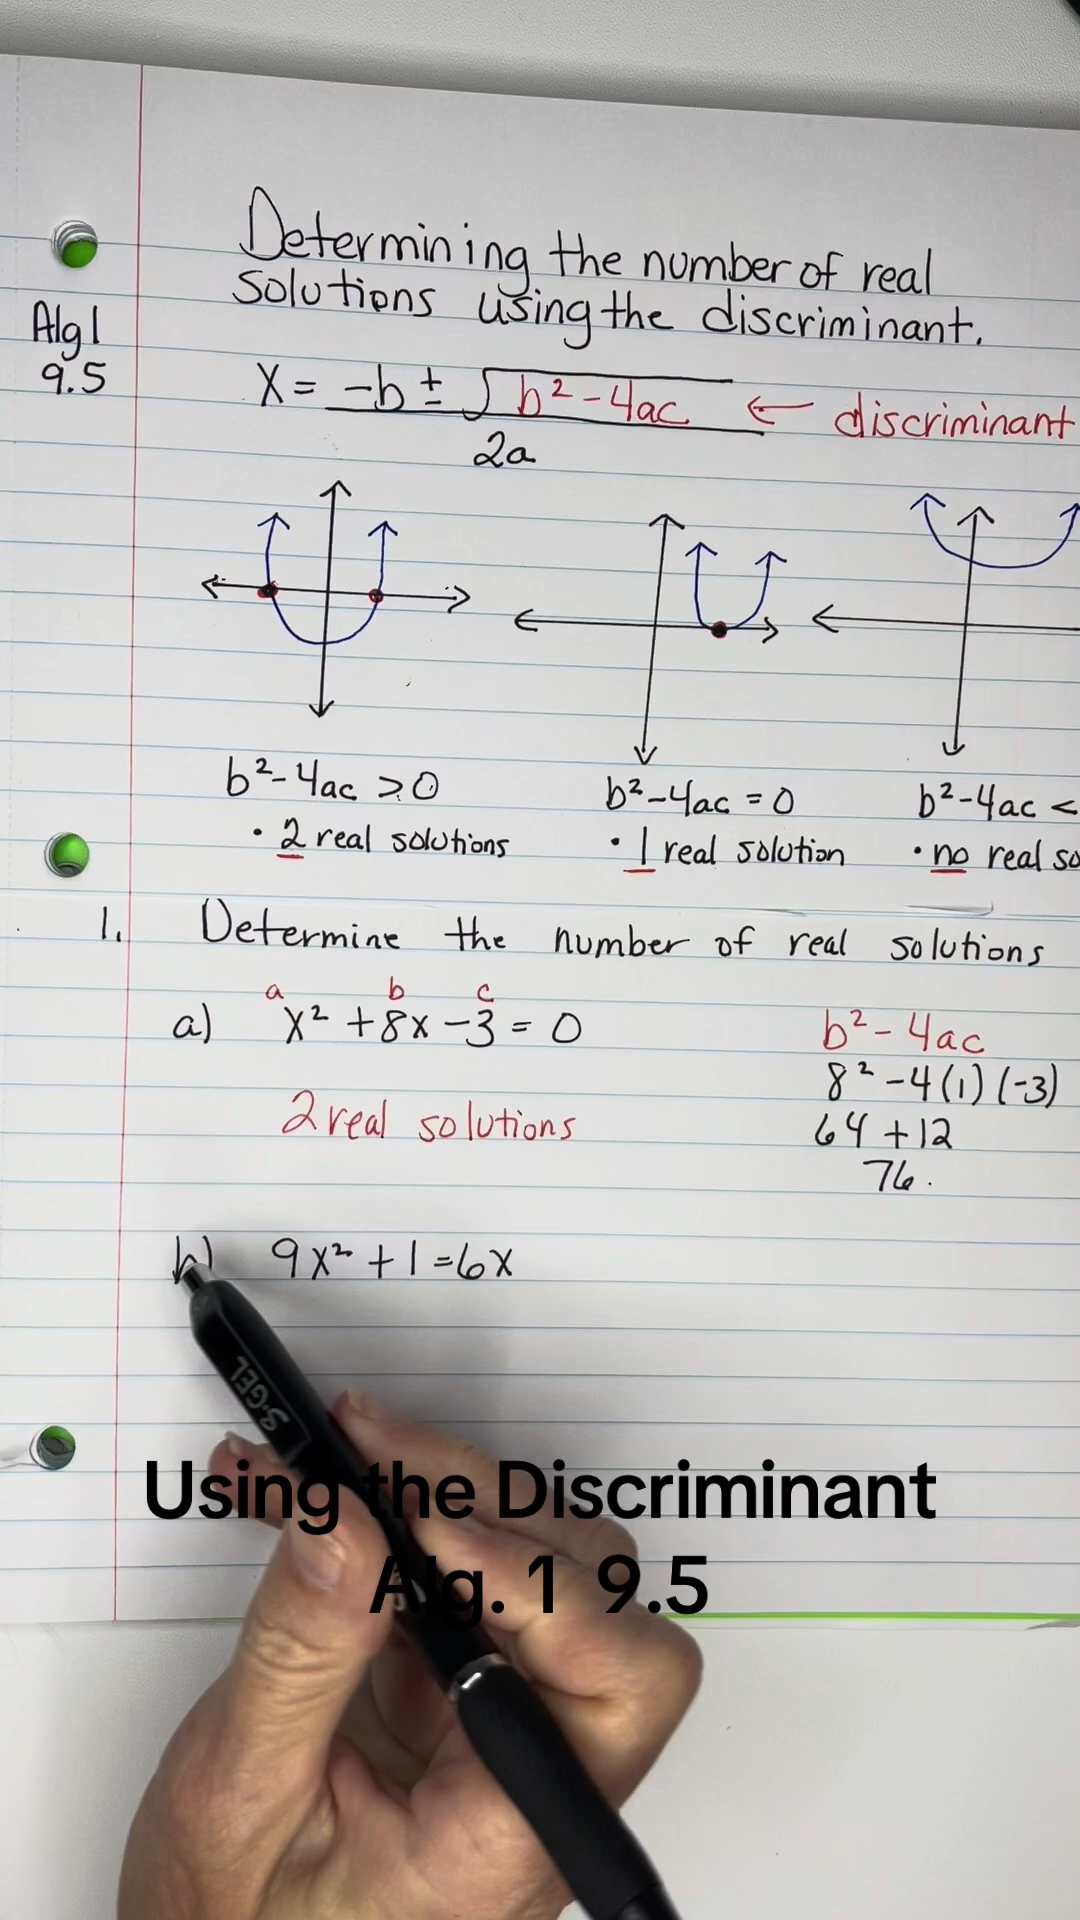 Determining the number of real
solutions using the discriminant.
Alg 1
9.5
X = -b ± √b² - 4ac ← discriminant
2a
b² - 4ac > 0
b² - 4ac = 0
b² - 4ac <
• 2 real solutions
• 1 real solution
• no real so
1. Determine the number of real solutions
a b c
a) x² + 8x - 3 = 0
b² - 4ac
8² - 4(1)(-3)
2 real solutions
64 + 12
76.
b) 9x² + 1 = 6x
S·GEL
Using the Discriminant
Alg. 1 9.5